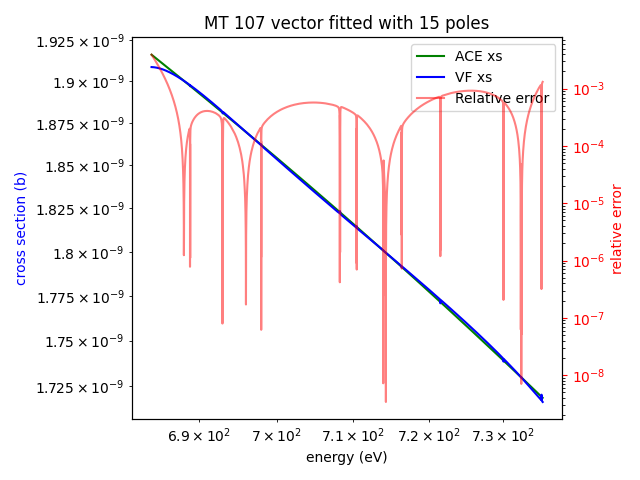 MT 107 vector fitted with 15 poles
ACE xs
VF xs
Relative error
1.925 × 10⁻⁹
1.9 × 10⁻⁹
1.875 × 10⁻⁹
1.85 × 10⁻⁹
1.825 × 10⁻⁹
1.8 × 10⁻⁹
1.775 × 10⁻⁹
1.75 × 10⁻⁹
1.725 × 10⁻⁹
cross section (b)
10⁻³
10⁻⁴
10⁻⁵
10⁻⁶
10⁻⁷
10⁻⁸
relative error
6.9 × 10² 7 × 10² 7.1 × 10² 7.2 × 10² 7.3 × 10²
energy (eV)